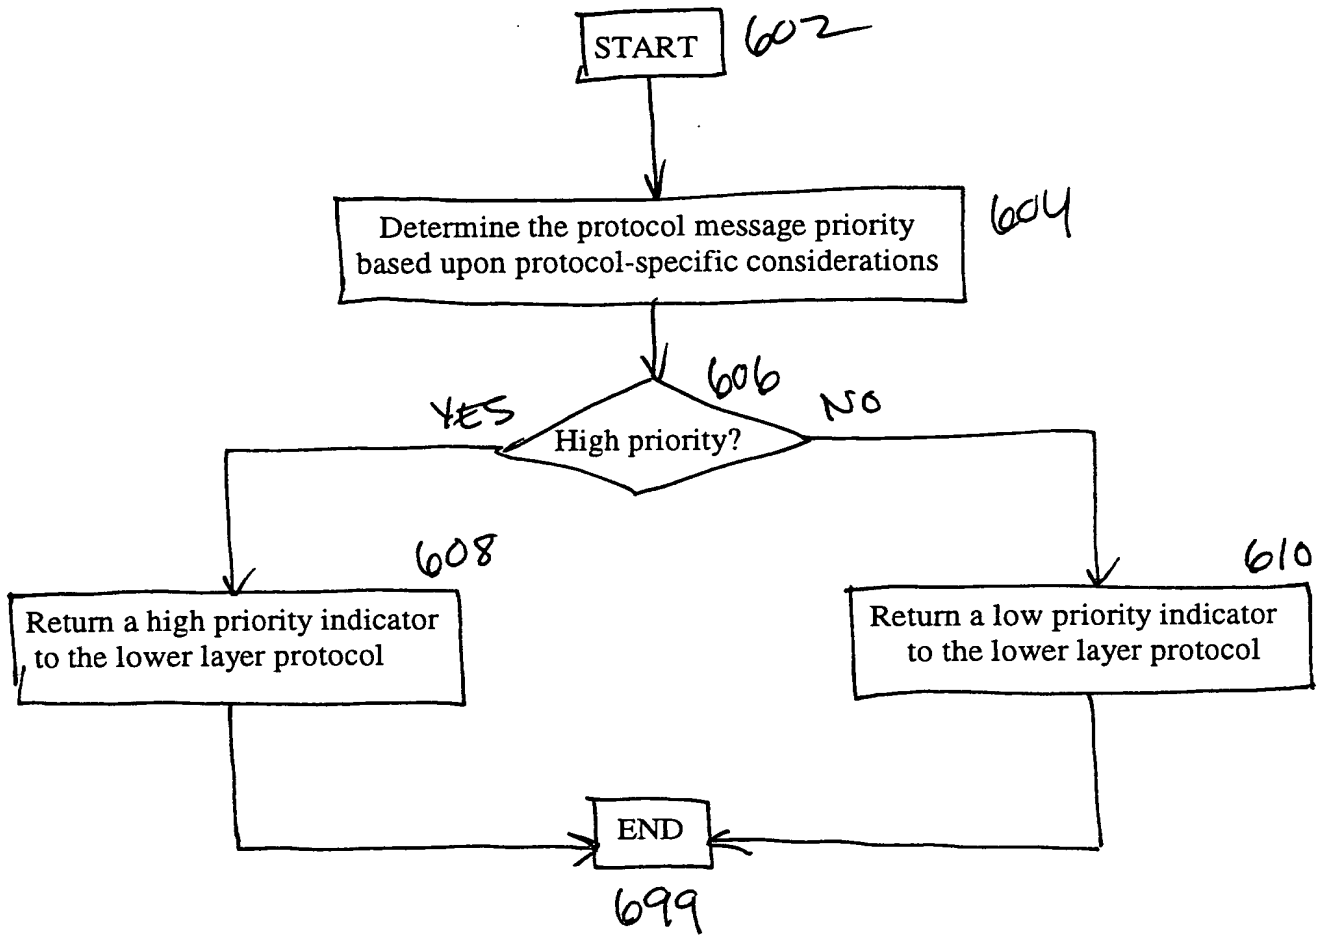 START
602
604
Determine the protocol message priority
based upon protocol-specific considerations
606
YES
NO
High priority?
608
610
Return a high priority indicator
to the lower layer protocol
Return a low priority indicator
to the lower layer protocol
END
699